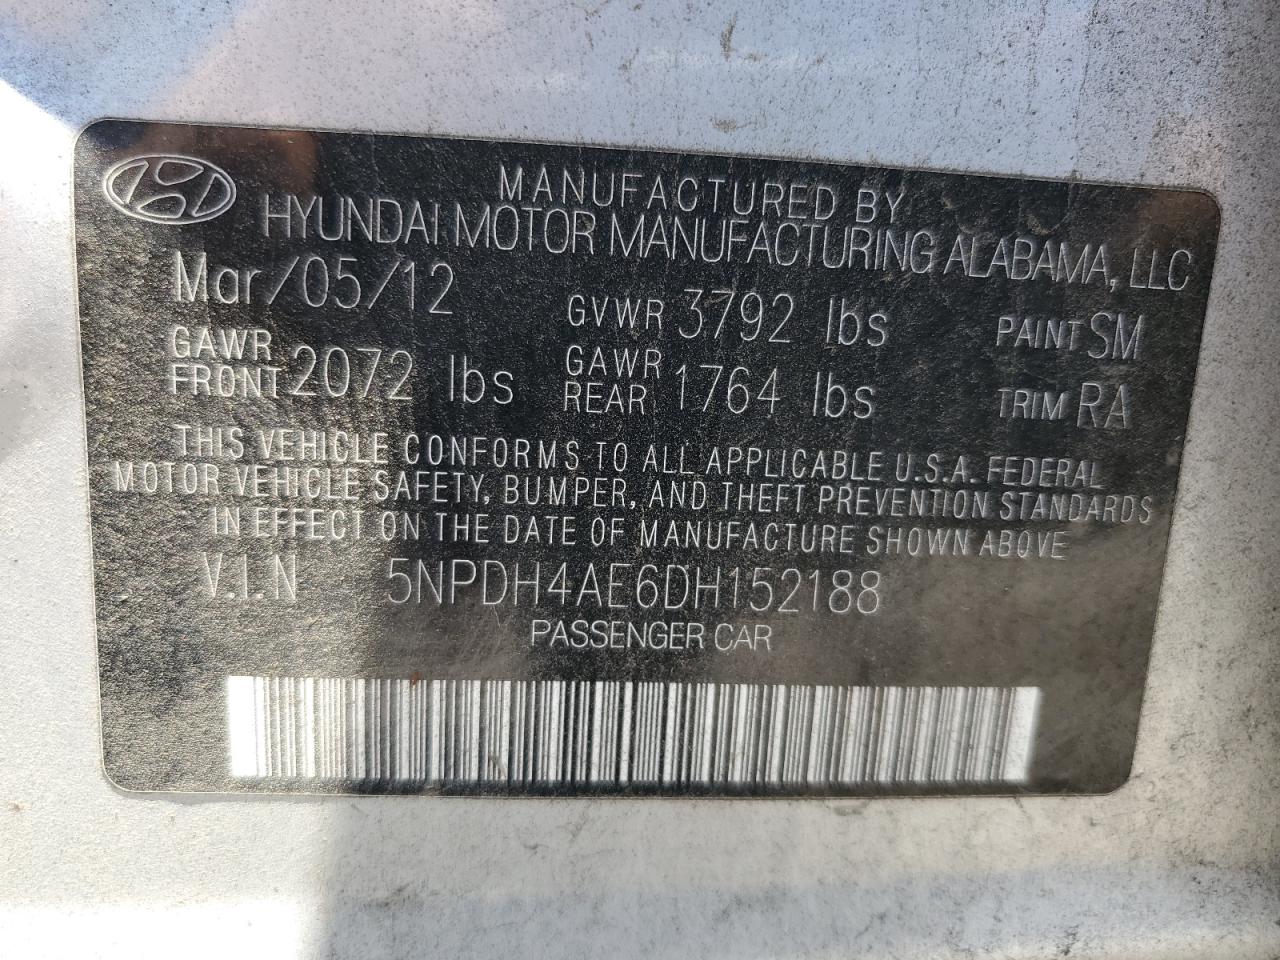 MANUFACTURED BY
HYUNDAI MOTOR MANUFACTURING ALABAMA, LLC
Mar/05/12 GVWR 3792 lbs PAINT SM
GAWR FRONT 2072 lbs GAWR REAR 1764 lbs TRIM RA
THIS VEHICLE CONFORMS TO ALL APPLICABLE U.S.A. FEDERAL
MOTOR VEHICLE SAFETY, BUMPER, AND THEFT PREVENTION STANDARDS
IN EFFECT ON THE DATE OF MANUFACTURE SHOWN ABOVE
V.I.N 5NPDH4AE6DH152188
PASSENGER CAR